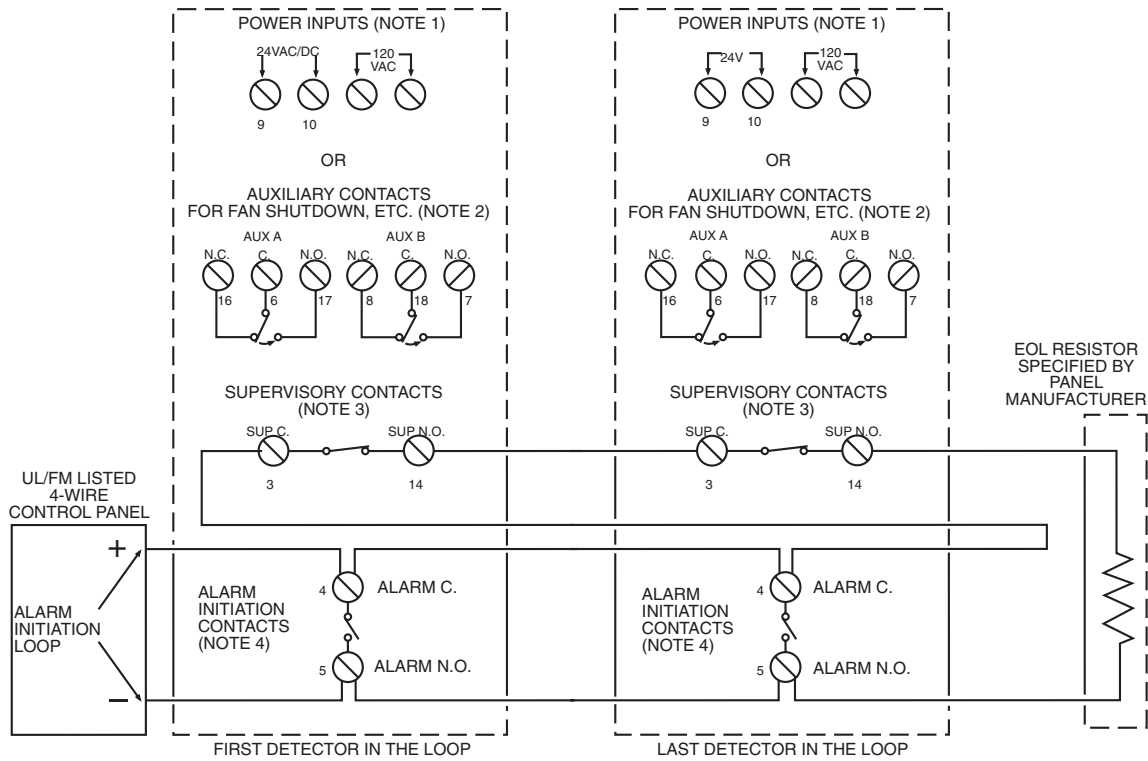 POWER INPUTS (NOTE 1)
24VAC/DC
120
VAC
9 10
OR
AUXILIARY CONTACTS
FOR FAN SHUTDOWN, ETC. (NOTE 2)
AUX A AUX B
N.C. C. N.O. N.C. C. N.O.
16 6 17 8 18 7
SUPERVISORY CONTACTS
(NOTE 3)
SUP C. SUP N.O.
3 14
POWER INPUTS (NOTE 1)
24V
120
VAC
9 10
OR
AUXILIARY CONTACTS
FOR FAN SHUTDOWN, ETC. (NOTE 2)
AUX A AUX B
N.C. C. N.O. N.C. C. N.O.
16 6 17 8 18 7
SUPERVISORY CONTACTS
(NOTE 3)
SUP C. SUP N.O.
3 14
EOL RESISTOR
SPECIFIED BY
PANEL
MANUFACTURER
UL/FM LISTED
4-WIRE
CONTROL PANEL
+
ALARM
INITIATION
LOOP
–
ALARM
INITIATION
CONTACTS
(NOTE 4)
4 ALARM C.
5 ALARM N.O.
ALARM
INITIATION
CONTACTS
(NOTE 4)
4 ALARM C.
5 ALARM N.O.
FIRST DETECTOR IN THE LOOP
LAST DETECTOR IN THE LOOP